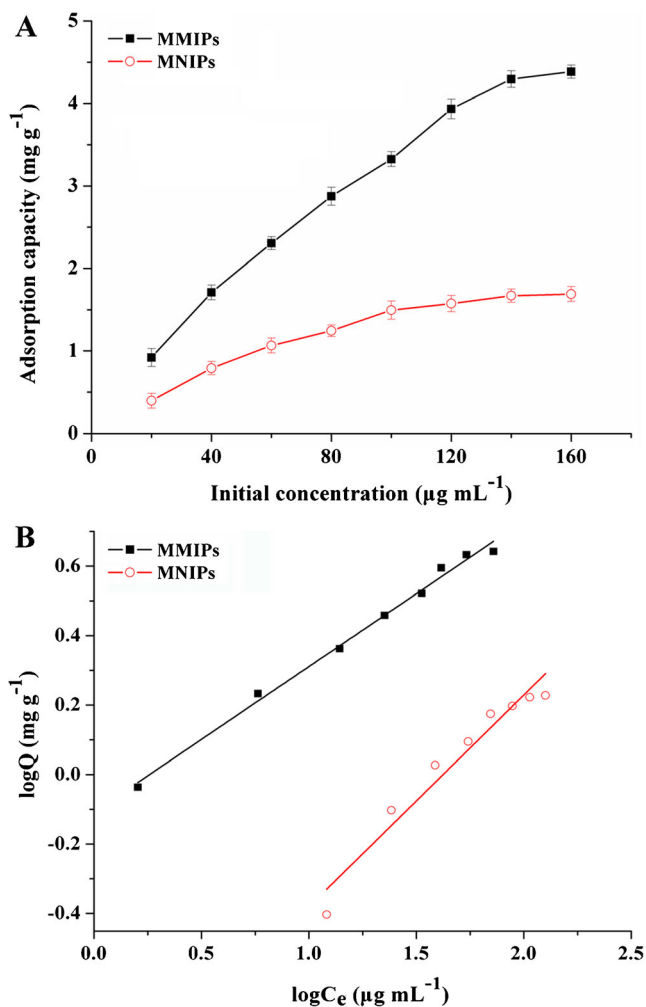 A
MMIPs
MNIPs
5
4
3
2
1
0
Adsorption capacity (mg g⁻¹)
0 40 80 120 160
Initial concentration (µg mL⁻¹)
B
MMIPs
MNIPs
0.6
0.4
0.2
0.0
-0.2
-0.4
logQ (mg g⁻¹)
0.0 0.5 1.0 1.5 2.0 2.5
logCₑ (µg mL⁻¹)